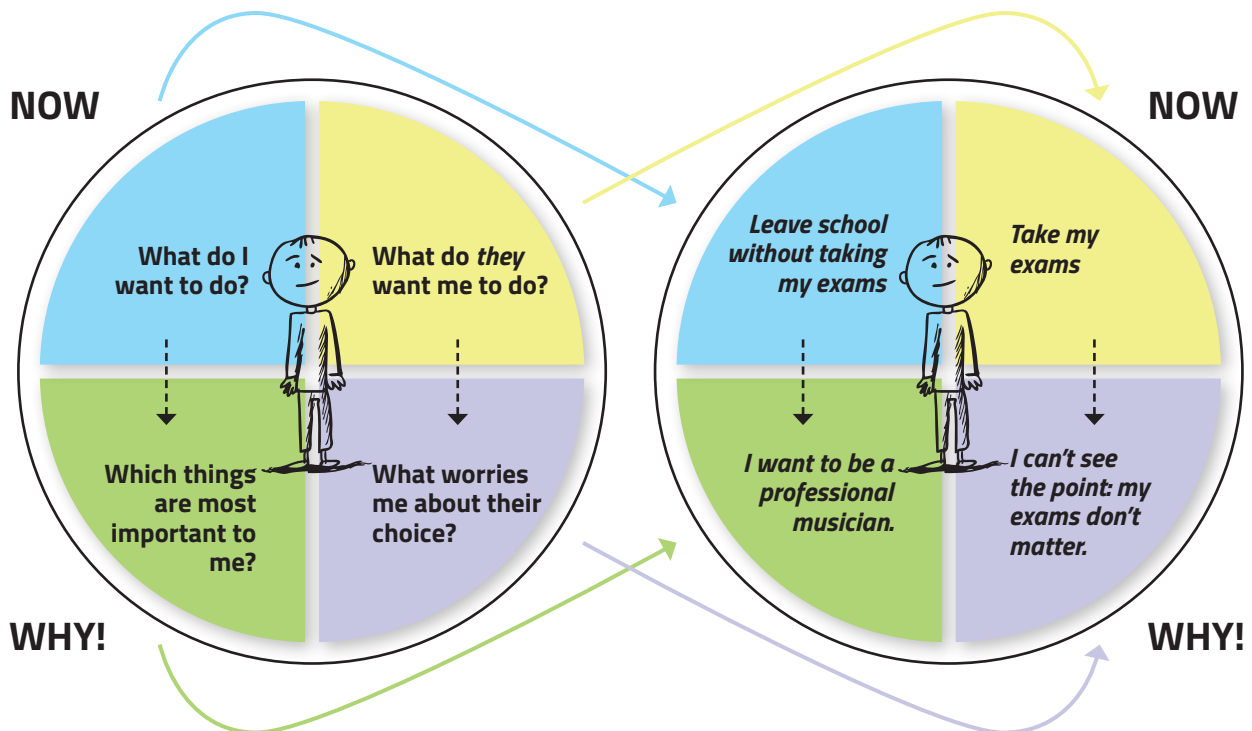 NOW
What do I
want to do?
What do they
want me to do?
Which things
are most
important to
me?
What worries
me about their
choice?
WHY!
NOW
Leave school
without taking
my exams
Take my
exams
I want to be a
professional
musician.
I can't see
the point: my
exams don't
matter.
WHY!